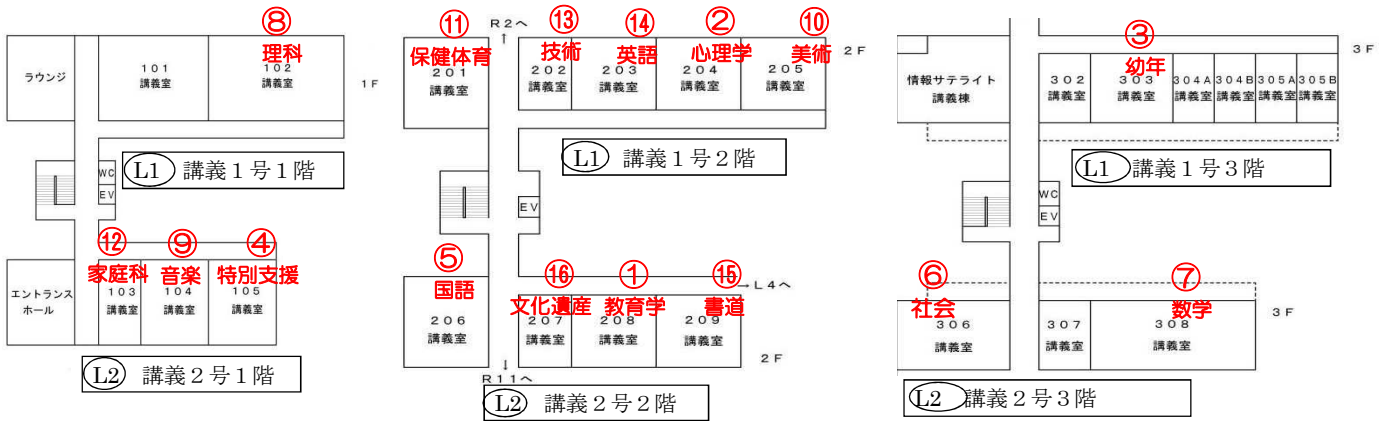 ⑧
理科
ラウンジ
101
講義室
102
講義室
1F
L1 講義1号1階
WC
EV
⑫
家庭科
⑨
音楽
④
特別支援
エントランス
ホール
103
講義室
104
講義室
105
講義室
L2 講義2号1階
⑪
保健体育
R2へ
↑
⑬
技術
⑭
英語
②
心理学
⑩
美術
2F
201
講義室
202
講義室
203
講義室
204
講義室
205
講義室
L1 講義1号2階
EV
⑤
国語
⑯
文化遺産
①
教育学
⑮
書道
→L4へ
206
講義室
207
講義室
208
講義室
209
講義室
2F
↓
R11へ
L2 講義2号2階
③
幼年
3F
情報サテライト
講義棟
302
講義室
303
講義室
304A
講義室
304B
講義室
305A
講義室
305B
講義室
L1 講義1号3階
WC
EV
⑥
社会
⑦
数学
3F
306
講義室
307
講義室
308
講義室
L2 講義2号3階